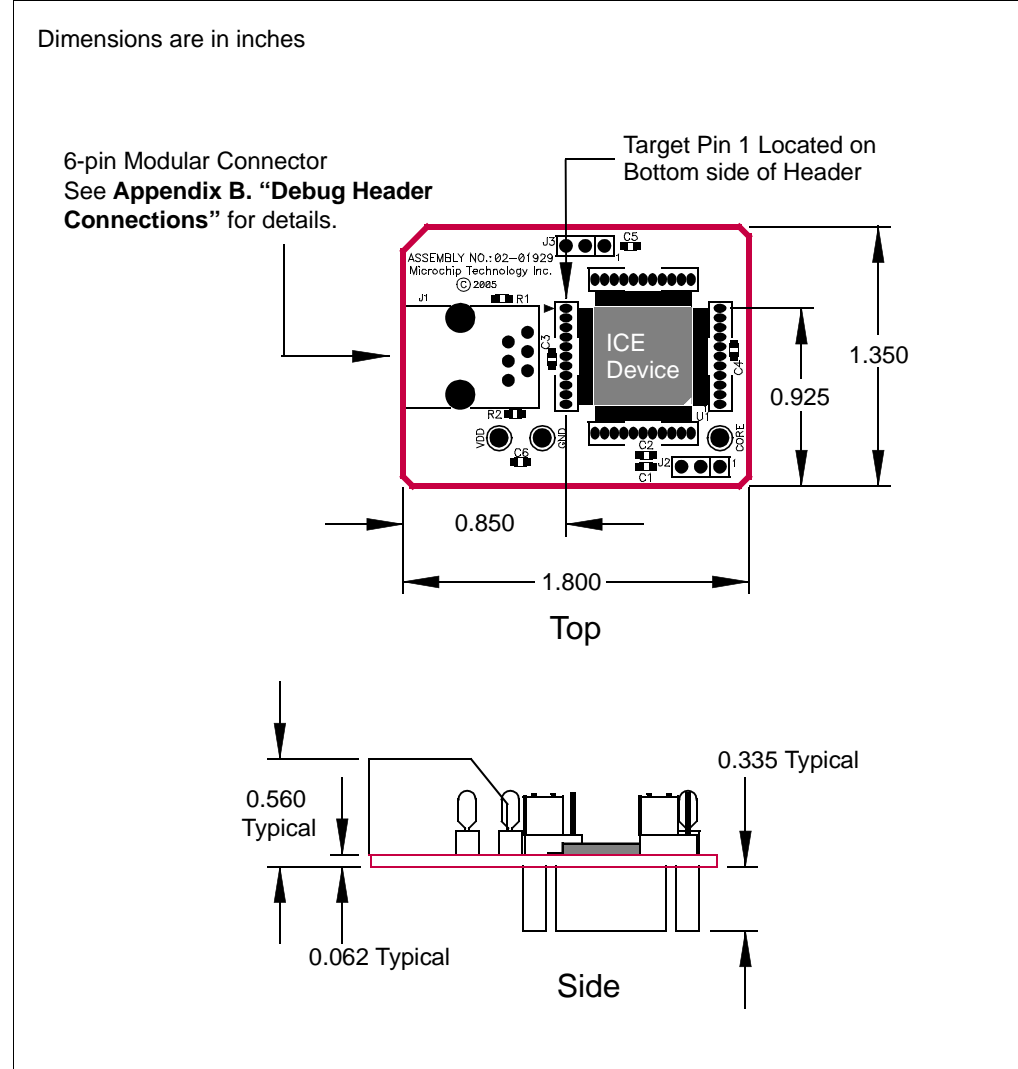 Dimensions are in inches
6-pin Modular Connector
See Appendix B. “Debug Header
Connections” for details.
Target Pin 1 Located on
Bottom side of Header
J3
C5
1
ASSEMBLY NO.:02-01929
Microchip Technology Inc.
© 2005
J1
R1
C3
ICE
Device
C4
1.350
0.925
R2
U1
VDD
GND
CORE
C6
C2
C1
J2
1
0.850
1.800
Top
0.335 Typical
0.560
Typical
0.062 Typical
Side